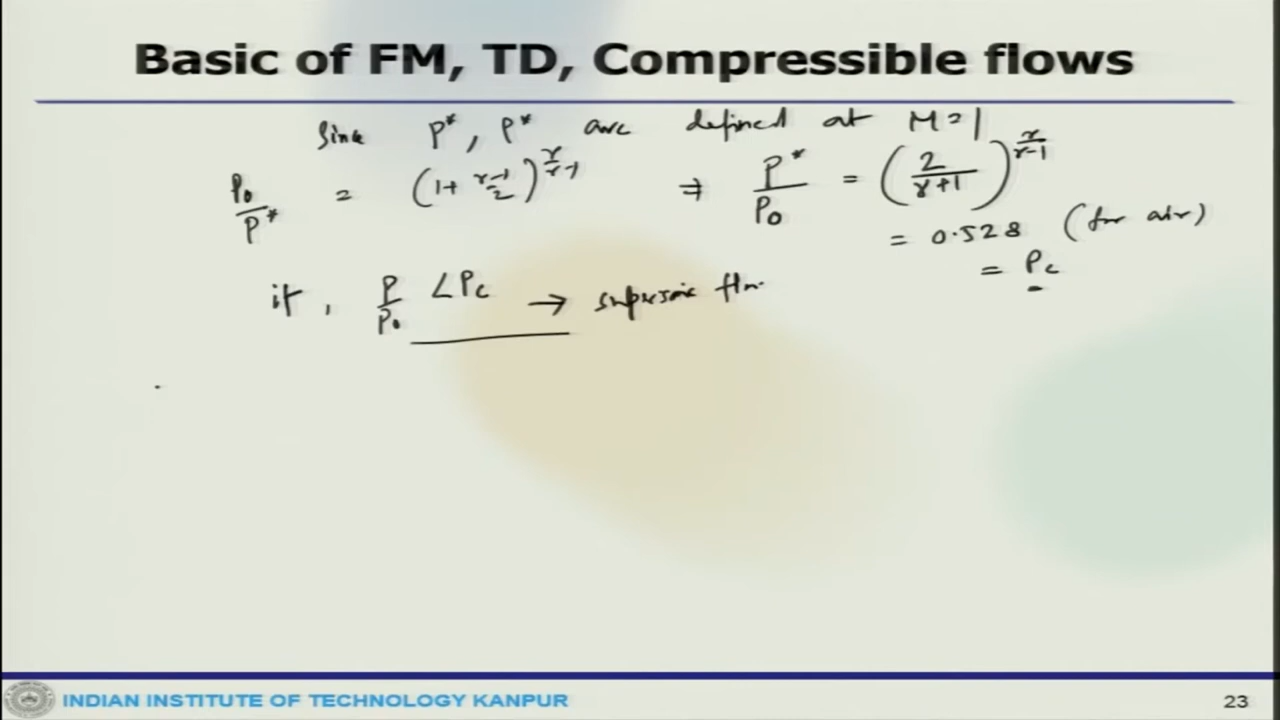 Basic of FM, TD, Compressible flows
Since P*, ρ* are defined at M=1
P₀/P* = (1+ (γ-1)/2)^(γ/(γ-1)) ⇒ P*/P₀ = (2/(γ+1))^(γ/(γ-1))
= 0.528 (for air)
= Pc
if, P/P₀ < Pc → supersonic flow
INDIAN INSTITUTE OF TECHNOLOGY KANPUR
23